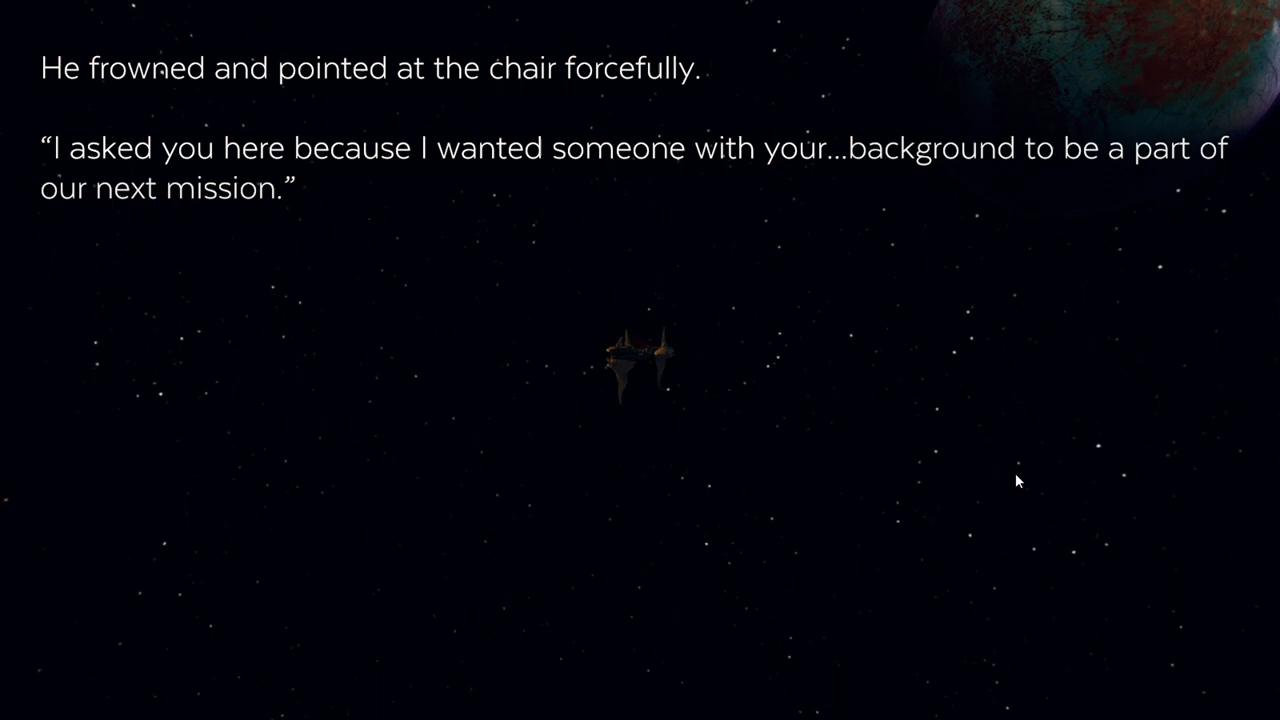 He frowned and pointed at the chair forcefully.
“I asked you here because I wanted someone with your...background to be a part of
our next mission.”